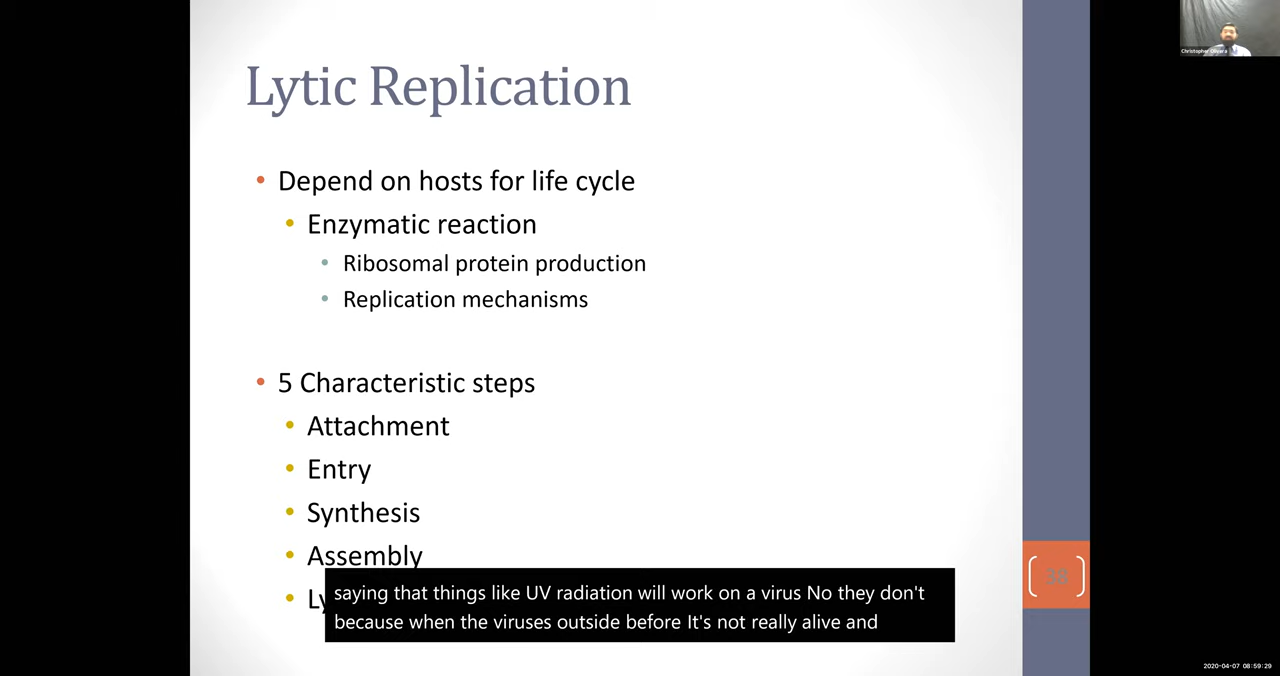 Lytic Replication
Depend on hosts for life cycle
Enzymatic reaction
Ribosomal protein production
Replication mechanisms
5 Characteristic steps
Attachment
Entry
Synthesis
Assembly
saying that things like UV radiation will work on a virus No they don't
because when the viruses outside before It's not really alive and
38
Christopher Olivera
2020-04-07 08:59:29